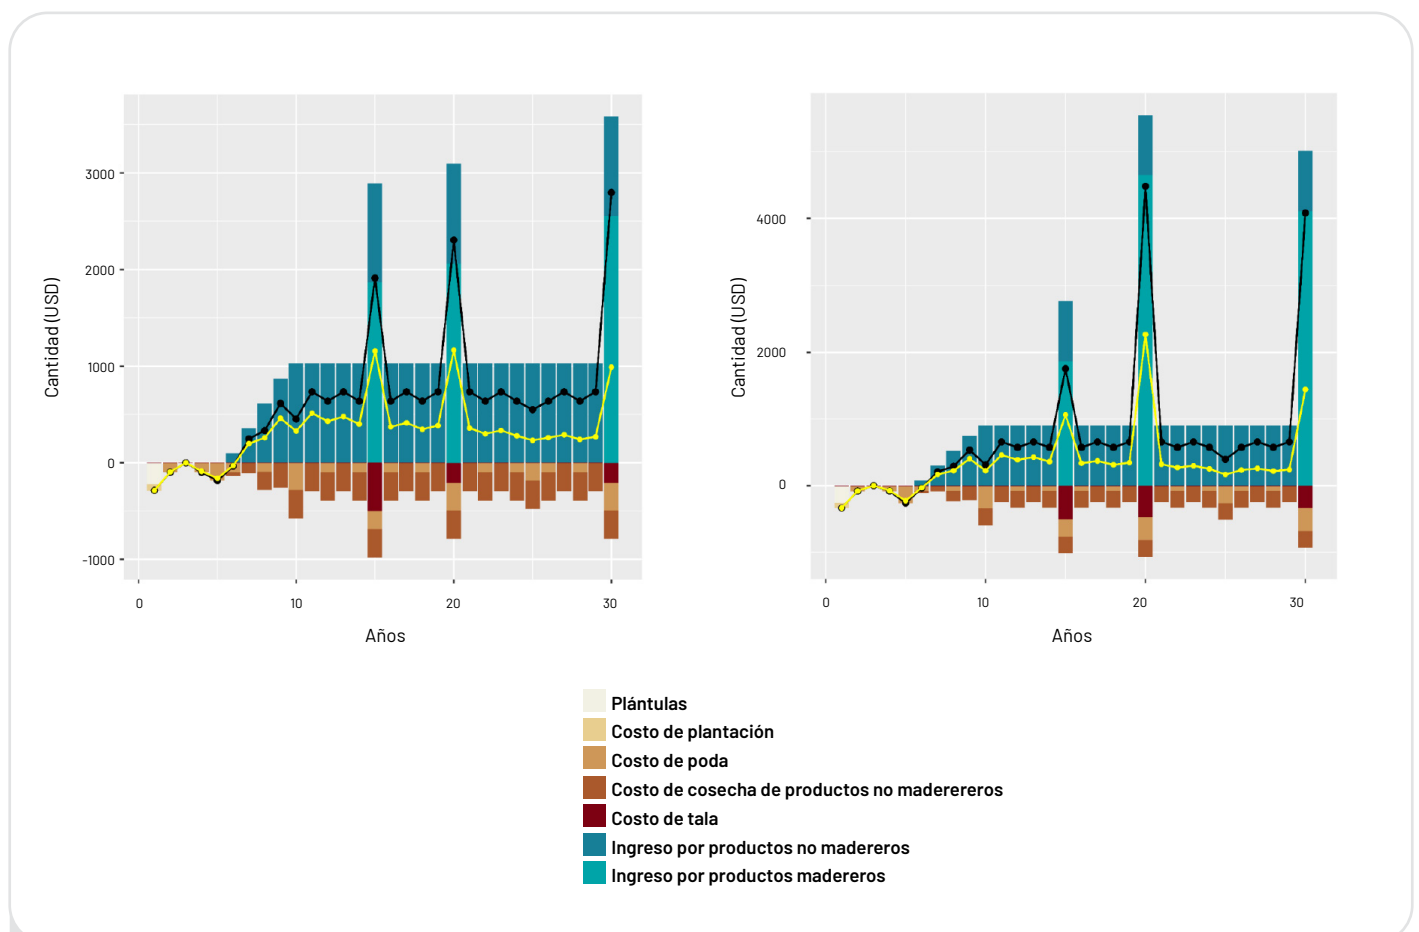 Cantidad (USD)
3000
2000
1000
0
-1000
0
10
20
30
Años
Cantidad (USD)
4000
2000
0
0
10
20
30
Años
Plántulas
Costo de plantación
Costo de poda
Costo de cosecha de productos no maderereros
Costo de tala
Ingreso por productos no madereros
Ingreso por productos madereros